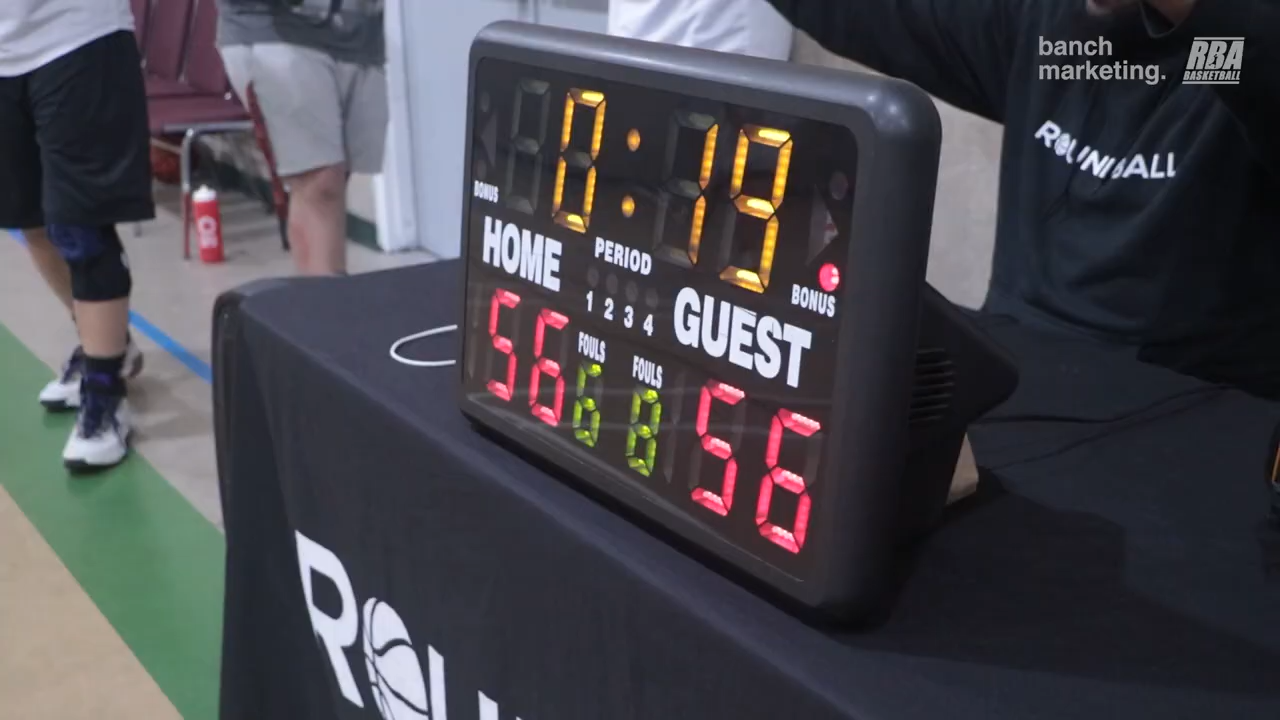 banch
marketing.
RBA
BASKETBALL
ROUNDBALL
0:19
BONUS
BONUS
HOME
PERIOD
GUEST
1 2 3 4
FOULS
FOULS
56
6
8
56